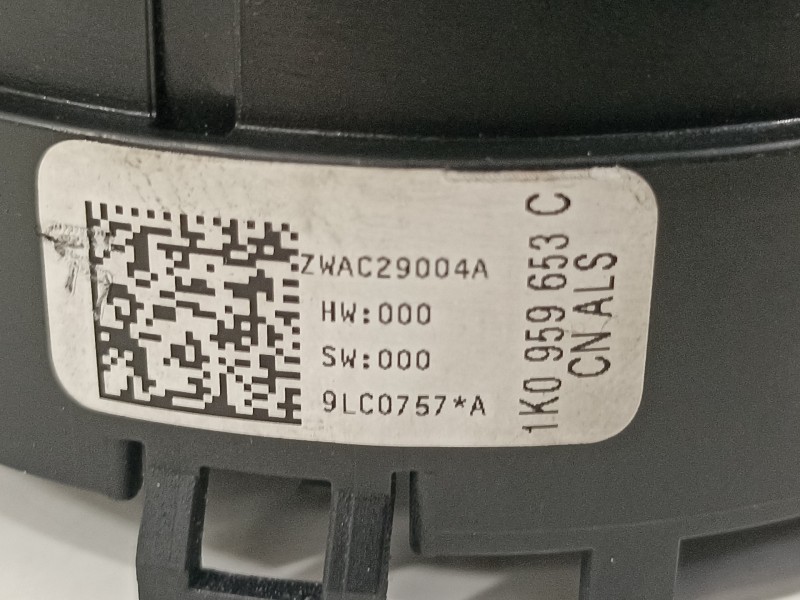 ZWAC29004A
HW:000
SW:000
9LC0757*A
1K0 959 653 C
CN ALS